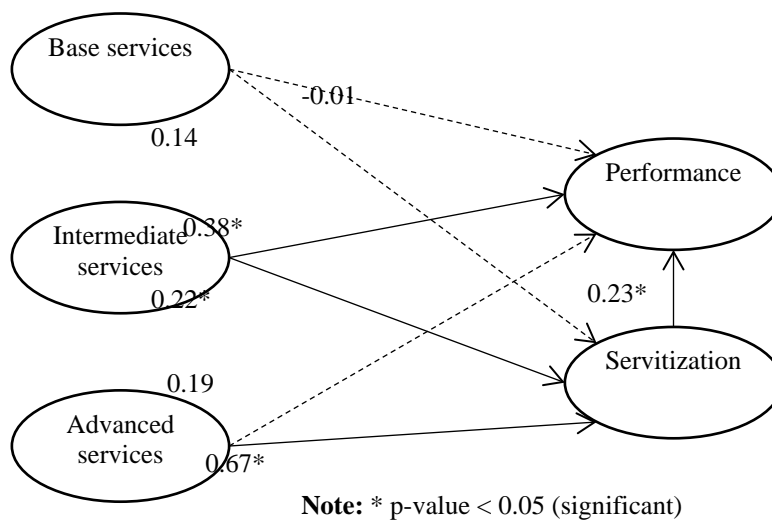 Base services
-0.01
0.14
Performance
0.38*
Intermediate
services
0.22*
0.23*
Servitization
0.19
Advanced
services
0.67*
Note: * p-value < 0.05 (significant)